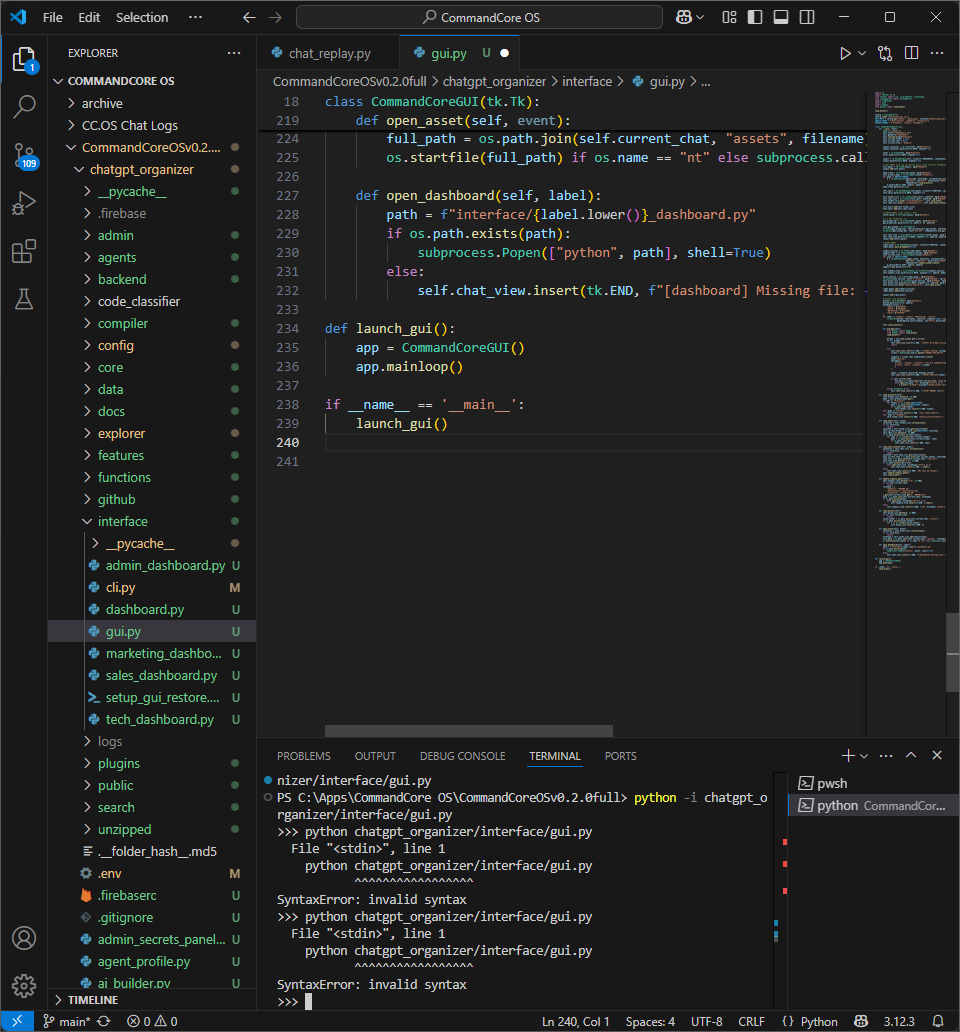 File Edit Selection ··· CommandCore OS
EXPLORER ···
COMMANDCORE OS
archive
CC.OS Chat Logs
CommandCoreOSv0.2....
chatgpt_organizer
__pycache__
.firebase
admin
agents
backend
code_classifier
compiler
config
core
data
docs
explorer
features
functions
github
interface
__pycache__
admin_dashboard.py U
cli.py M
dashboard.py U
gui.py U
marketing_dashbo... U
sales_dashboard.py U
setup_gui_restore.... U
tech_dashboard.py U
logs
plugins
public
search
unzipped
.__folder_hash__.md5
.env M
.firebaserc U
.gitignore U
admin_secrets_panel... U
agent_profile.py U
ai_builder.py U
TIMELINE
1
109
chat_replay.py gui.py U
CommandCoreOSv0.2.0full > chatgpt_organizer > interface > gui.py > ...
18 class CommandCoreGUI(tk.Tk):
219 def open_asset(self, event):
224 full_path = os.path.join(self.current_chat, "assets", filename)
225 os.startfile(full_path) if os.name == "nt" else subprocess.cal
226
227 def open_dashboard(self, label):
228 path = f"interface/{label.lower()}_dashboard.py"
229 if os.path.exists(path):
230 subprocess.Popen(["python", path], shell=True)
231 else:
232 self.chat_view.insert(tk.END, f"[dashboard] Missing file:
233
234 def launch_gui():
235 app = CommandCoreGUI()
236 app.mainloop()
237
238 if __name__ == '__main__':
239 launch_gui()
240
241
PROBLEMS OUTPUT DEBUG CONSOLE TERMINAL PORTS
nizer/interface/gui.py
PS C:\Apps\CommandCore OS\CommandCoreOSv0.2.0full> python -i chatgpt_o
rganizer/interface/gui.py
>>> python chatgpt_organizer/interface/gui.py
File "<stdin>", line 1
python chatgpt_organizer/interface/gui.py
^^^^^^^^^^^^^^^^^
SyntaxError: invalid syntax
>>> python chatgpt_organizer/interface/gui.py
File "<stdin>", line 1
python chatgpt_organizer/interface/gui.py
^^^^^^^^^^^^^^^^^
SyntaxError: invalid syntax
>>>
pwsh
python CommandCor...
main* 0 0 Ln 240, Col 1 Spaces: 4 UTF-8 CRLF {} Python 3.12.3